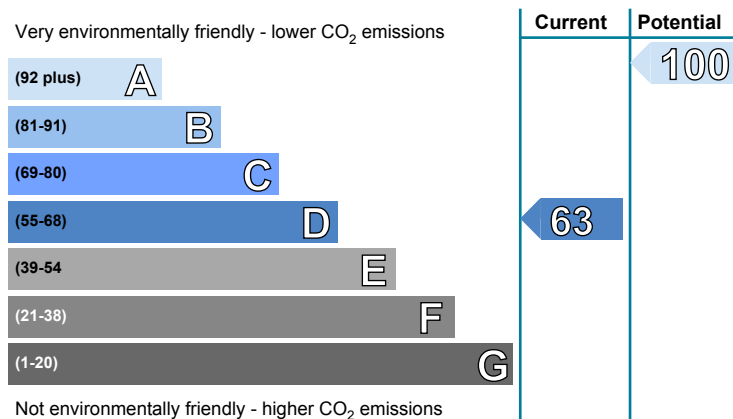 Current Potential
Very environmentally friendly - lower CO₂ emissions
100
(92 plus) A
(81-91) B
(69-80) C
(55-68) D
63
(39-54 E
(21-38) F
(1-20) G
Not environmentally friendly - higher CO₂ emissions